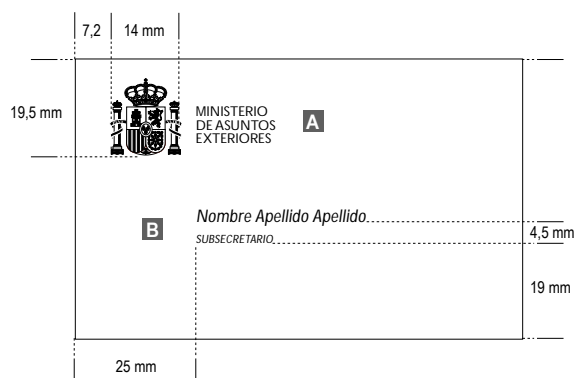 7,2 14 mm
19,5 mm
MINISTERIO
DE ASUNTOS
EXTERIORES
A
B
Nombre Apellido Apellido
SUBSECRETARIO
4,5 mm
19 mm
25 mm